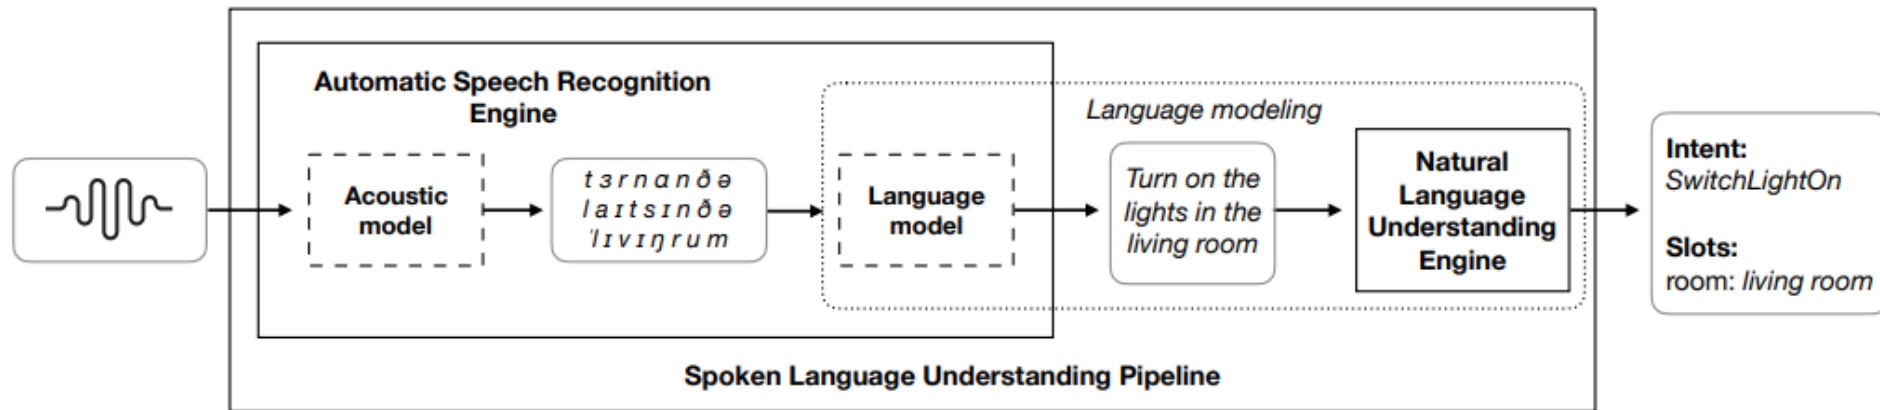 Automatic Speech Recognition
Engine
Acoustic
model
t ɜ r n ɑ n ð ə
l a ɪ t s ɪ n ð ə
ˈl ɪ v ɪ ŋ r u m
Language
model
Language modeling
Turn on the
lights in the
living room
Natural
Language
Understanding
Engine
Intent:
SwitchLightOn
Slots:
room: living room
Spoken Language Understanding Pipeline